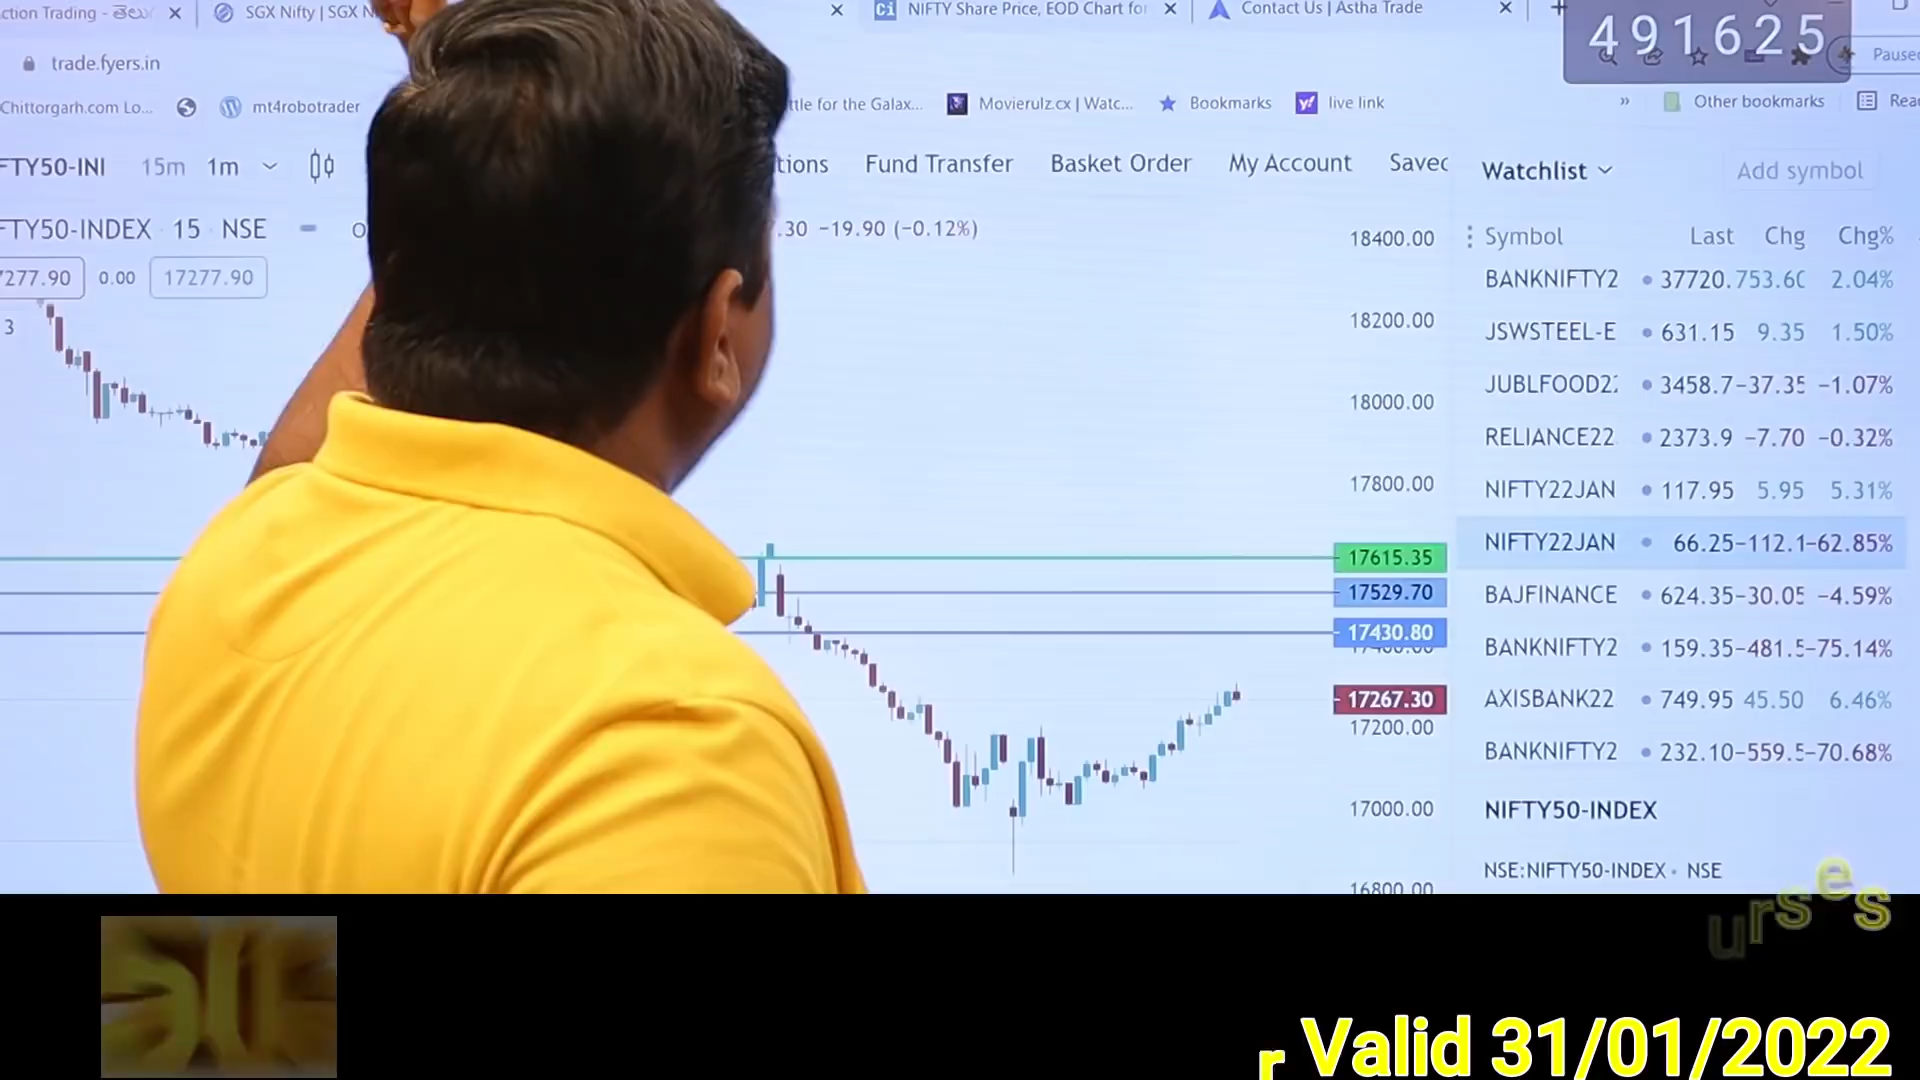 ction Trading - తెలు × SGX Nifty | SGX N × NIFTY Share Price, EOD Chart for × Contact Us | Astha Trade × +
491625
trade.fyers.in Paused
Chittorgarh.com Lo... mt4robotrader ttle for the Galax... Movierulz.cx | Watc... Bookmarks live link » Other bookmarks Rea
FTY50-INI 15m 1m tions Fund Transfer Basket Order My Account Saved Watchlist Add symbol
FTY50-INDEX 15 NSE O .30 −19.90 (−0.12%)
7277.90 0.00 17277.90
3
18400.00
18200.00
18000.00
17800.00
17615.35
17529.70
17430.80
17267.30
17200.00
17000.00
16800.00
Symbol Last Chg Chg%
BANKNIFTY2 37720. 753.60 2.04%
JSWSTEEL-E 631.15 9.35 1.50%
JUBLFOOD22 3458.7 −37.35 −1.07%
RELIANCE22 2373.9 −7.70 −0.32%
NIFTY22JAN 117.95 5.95 5.31%
NIFTY22JAN 66.25 −112.1 −62.85%
BAJFINANCE 624.35 −30.05 −4.59%
BANKNIFTY2 159.35 −481.5 −75.14%
AXISBANK22 749.95 45.50 6.46%
BANKNIFTY2 232.10 −559.5 −70.68%
NIFTY50-INDEX
NSE:NIFTY50-INDEX • NSE
urses
r Valid 31/01/2022